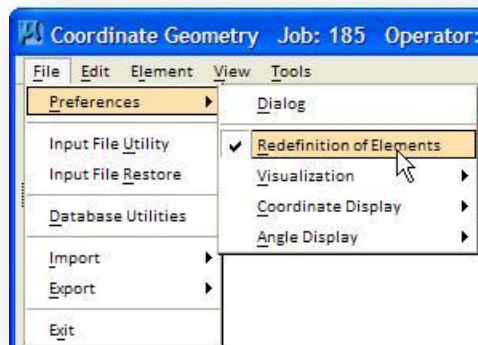 Coordinate Geometry Job: 185 Operator:
File Edit Element View Tools
Preferences
Input File Utility
Input File Restore
Database Utilities
Import
Export
Exit
Dialog
Redefinition of Elements
Visualization
Coordinate Display
Angle Display